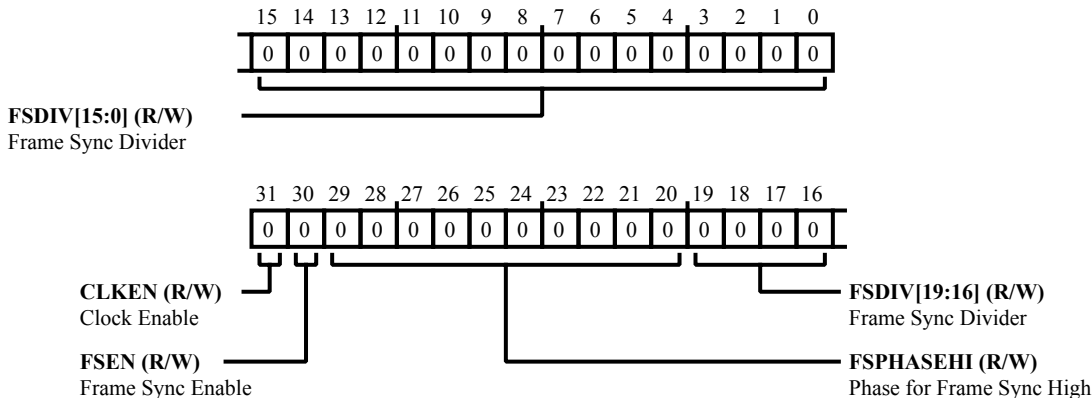 15 14 13 12 11 10 9 8 7 6 5 4 3 2 1 0
0 0 0 0 0 0 0 0 0 0 0 0 0 0 0 0
FSDIV[15:0] (R/W)
Frame Sync Divider
31 30 29 28 27 26 25 24 23 22 21 20 19 18 17 16
0 0 0 0 0 0 0 0 0 0 0 0 0 0 0 0
CLKEN (R/W)
Clock Enable
FSDIV[19:16] (R/W)
Frame Sync Divider
FSEN (R/W)
Frame Sync Enable
FSPHASEHI (R/W)
Phase for Frame Sync High